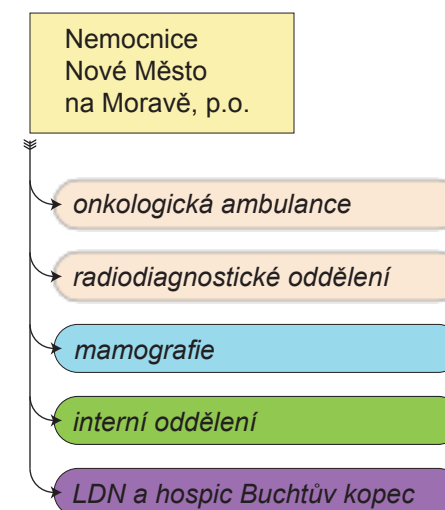 Nemocnice
Nové Město
na Moravě, p.o.
onkologická ambulance
radiodiagnostické oddělení
mamografie
interní oddělení
LDN a hospic Buchtův kopec